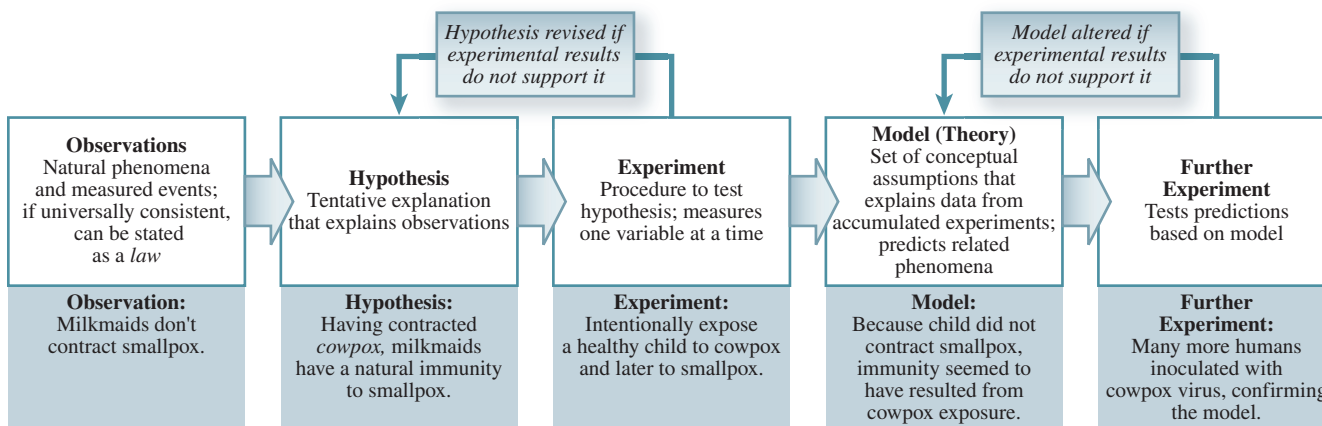 Hypothesis revised if
experimental results
do not support it
Model altered if
experimental results
do not support it
Observations
Natural phenomena
and measured events;
if universally consistent,
can be stated
as a law
Hypothesis
Tentative explanation
that explains observations
Experiment
Procedure to test
hypothesis; measures
one variable at a time
Model (Theory)
Set of conceptual
assumptions that
explains data from
accumulated experiments;
predicts related
phenomena
Further
Experiment
Tests predictions
based on model
Observation:
Milkmaids don't
contract smallpox.
Hypothesis:
Having contracted
cowpox, milkmaids
have a natural immunity
to smallpox.
Experiment:
Intentionally expose
a healthy child to cowpox
and later to smallpox.
Model:
Because child did not
contract smallpox,
immunity seemed to
have resulted from
cowpox exposure.
Further
Experiment:
Many more humans
inoculated with
cowpox virus, confirming
the model.